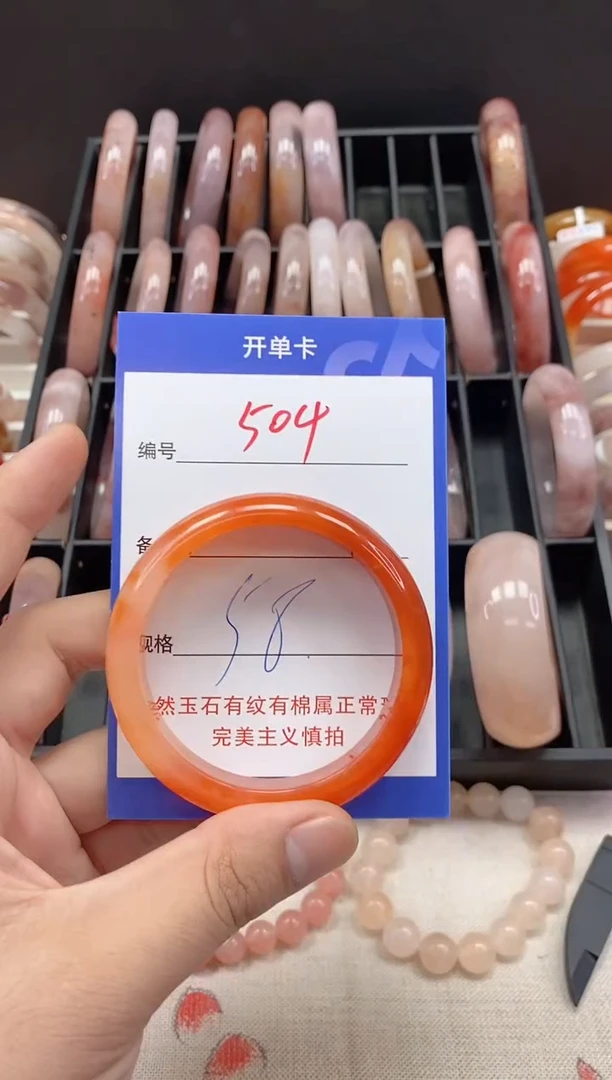 开单卡
编号 504
备
规格 58
然玉石有纹有棉属正常
完美主义慎拍